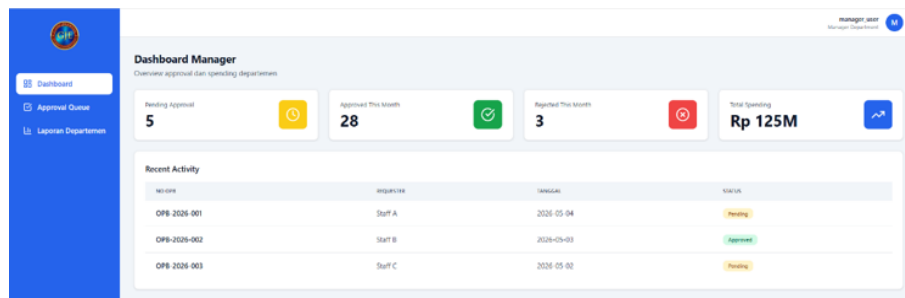 GIC
manager_user
Manager Department
M
Dashboard
Approval Queue
Laporan Departemen
Dashboard Manager
Overview approval dan spending departemen
Pending Approval
5
Approved This Month
28
Rejected This Month
3
Total Spending
Rp 125M
Recent Activity
NO OPB REQUESTER TANGGAL STATUS
OPB-2026-001 Staff A 2026-05-04 Pending
OPB-2026-002 Staff B 2026-05-03 Approved
OPB-2026-003 Staff C 2026-05-02 Pending